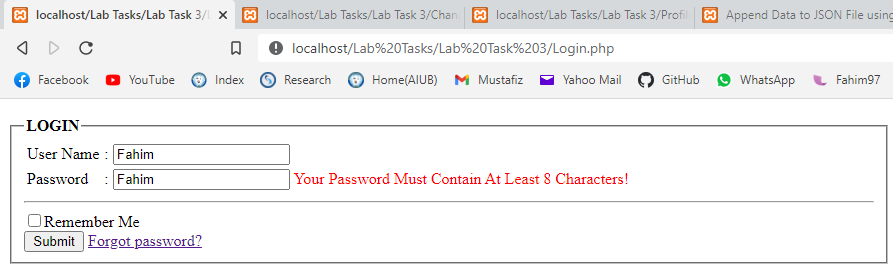 localhost/Lab Tasks/Lab Task 3/L
localhost/Lab Tasks/Lab Task 3/Chan
localhost/Lab Tasks/Lab Task 3/Profil
Append Data to JSON File using
localhost/Lab%20Tasks/Lab%20Task%203/Login.php
Facebook YouTube Index Research Home(AIUB) Mustafiz Yahoo Mail GitHub WhatsApp Fahim97
LOGIN
User Name : Fahim
Password : Fahim Your Password Must Contain At Least 8 Characters!
Remember Me
Submit Forgot password?